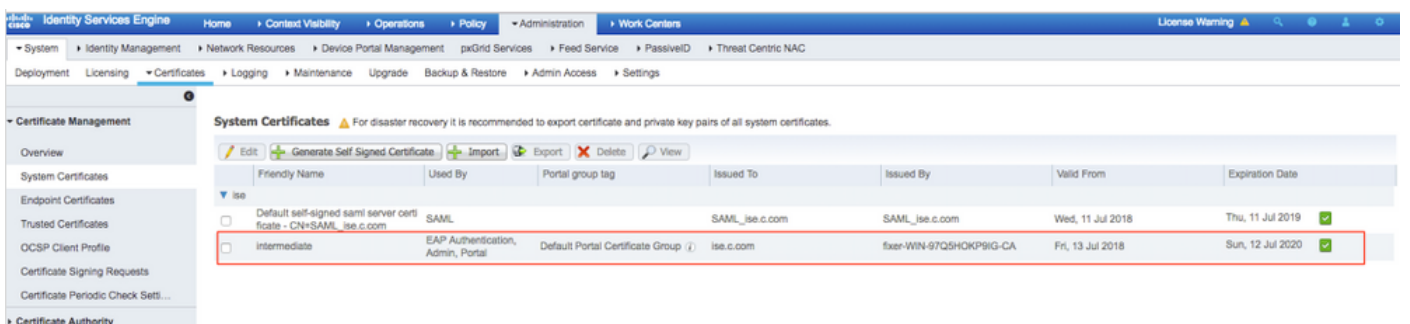 cisco Identity Services Engine Home Context Visibility Operations Policy Administration Work Centers License Warning
System Identity Management Network Resources Device Portal Management pxGrid Services Feed Service PassiveID Threat Centric NAC
Deployment Licensing Certificates Logging Maintenance Upgrade Backup & Restore Admin Access Settings
Certificate Management
Overview
System Certificates
Endpoint Certificates
Trusted Certificates
OCSP Client Profile
Certificate Signing Requests
Certificate Periodic Check Setti...
Certificate Authority
System Certificates For disaster recovery it is recommended to export certificate and private key pairs of all system certificates.
Edit Generate Self Signed Certificate Import Export Delete View
Friendly Name Used By Portal group tag Issued To Issued By Valid From Expiration Date
ise
Default self-signed saml server certi SAML SAML_ise.c.com SAML_ise.c.com Wed, 11 Jul 2018 Thu, 11 Jul 2019
ficate - CN=SAML_ise.c.com
intermediate EAP Authentication, Default Portal Certificate Group ise.c.com fixer-WIN-97Q5HOKP9IG-CA Fri, 13 Jul 2018 Sun, 12 Jul 2020
Admin, Portal